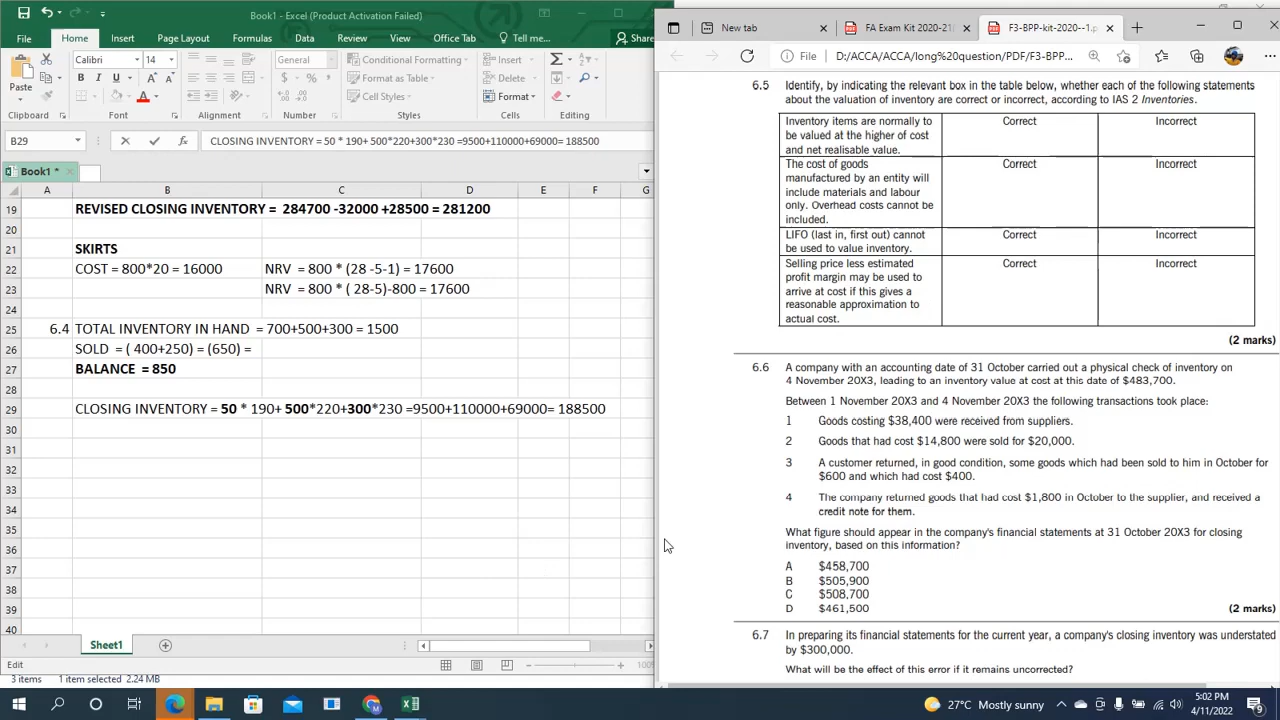 Book1 - Excel (Product Activation Failed)
File
Home
Insert
Page Layout
Formulas
Data
Review
View
Office Tab
Tell me...
Share
Paste
Calibri
14
B I U
A
General
Conditional Formatting
Format as Table
Cell Styles
Insert
Delete
Format
Clipboard
Font
Alignment
Number
Styles
Cells
Editing
B29
fx
CLOSING INVENTORY = 50 * 190+ 500*220+300*230 =9500+110000+69000= 188500
Book1 *
A B C D E F G
19 REVISED CLOSING INVENTORY = 284700 -32000 +28500 = 281200
20
21 SKIRTS
22 COST = 800*20 = 16000 NRV = 800 * (28 -5-1) = 17600
23 NRV = 800 * ( 28-5)-800 = 17600
24
25 6.4 TOTAL INVENTORY IN HAND = 700+500+300 = 1500
26 SOLD = ( 400+250) = (650) =
27 BALANCE = 850
28
29 CLOSING INVENTORY = 50 * 190+ 500*220+300*230 =9500+110000+69000= 188500
30
31
32
33
34
35
36
37
38
39
40
Sheet1
Edit
100%
3 items 1 item selected 2.24 MB
New tab
FA Exam Kit 2020-21
F3-BPP-kit-2020--1.p
File
D:/ACCA/ACCA/long%20question/PDF/F3-BPP...
6.5 Identify, by indicating the relevant box in the table below, whether each of the following statements
about the valuation of inventory are correct or incorrect, according to IAS 2 Inventories.
Inventory items are normally to Correct Incorrect
be valued at the higher of cost
and net realisable value.
The cost of goods Correct Incorrect
manufactured by an entity will
include materials and labour
only. Overhead costs cannot be
included.
LIFO (last in, first out) cannot Correct Incorrect
be used to value inventory.
Selling price less estimated Correct Incorrect
profit margin may be used to
arrive at cost if this gives a
reasonable approximation to
actual cost.
(2 marks)
6.6 A company with an accounting date of 31 October carried out a physical check of inventory on
4 November 20X3, leading to an inventory value at cost at this date of $483,700.
Between 1 November 20X3 and 4 November 20X3 the following transactions took place:
1 Goods costing $38,400 were received from suppliers.
2 Goods that had cost $14,800 were sold for $20,000.
3 A customer returned, in good condition, some goods which had been sold to him in October for
$600 and which had cost $400.
4 The company returned goods that had cost $1,800 in October to the supplier, and received a
credit note for them.
What figure should appear in the company's financial statements at 31 October 20X3 for closing
inventory, based on this information?
A $458,700
B $505,900
C $508,700
D $461,500 (2 marks)
6.7 In preparing its financial statements for the current year, a company's closing inventory was understated
by $300,000.
What will be the effect of this error if it remains uncorrected?
27°C Mostly sunny
5:02 PM
4/11/2022